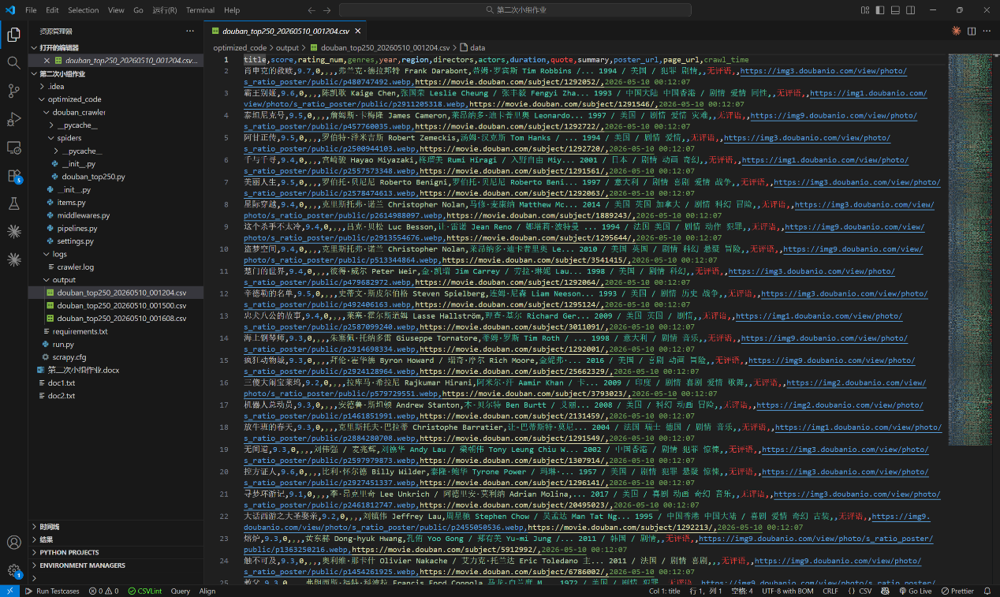 File Edit Selection View Go 运行(R) Terminal Help
第二次小组作业
资源管理器
打开的编辑器
douban_top250_20260510_001204.csv...
第二次小组作业
.idea
optimized_code
douban_crawler
__pycache__
spiders
__pycache__
__init__.py
douban_top250.py
__init__.py
items.py
middlewares.py
pipelines.py
settings.py
logs
crawler.log
output
douban_top250_20260510_001204.csv
douban_top250_20260510_001500.csv
douban_top250_20260510_001608.csv
requirements.txt
run.py
scrapy.cfg
第二次小组作业.docx
doc1.txt
doc2.txt
时间线
结果
PYTHON PROJECTS
ENVIRONMENT MANAGERS
douban_top250_20260510_001204.csv
optimized_code > output > douban_top250_20260510_001204.csv > data
1 title,score,rating_num,genres,year,region,directors,actors,duration,quote,summary,poster_url,page_url,crawl_time
2 肖申克的救赎,9.7,0,,,,弗兰克·德拉邦特 Frank Darabont,蒂姆·罗宾斯 Tim Robbins /... 1994 / 美国 / 犯罪 剧情,,无评语,,https://img3.doubanio.com/view/photo/
s_ratio_poster/public/p480747492.webp,https://movie.douban.com/subject/1292052/,2026-05-10 00:12:07
3 霸王别姬,9.6,0,,,,陈凯歌 Kaige Chen,张国荣 Leslie Cheung / 张丰毅 Fengyi Zha... 1993 / 中国大陆 中国香港 / 剧情 爱情 同性,,无评语,,https://img1.doubanio.com/
view/photo/s_ratio_poster/public/p2911205318.webp,https://movie.douban.com/subject/1291546/,2026-05-10 00:12:07
4 泰坦尼克号,9.5,0,,,,詹姆斯·卡梅隆 James Cameron,莱昂纳多·迪卡普里奥 Leonardo... 1997 / 美国 / 剧情 爱情 灾难,,无评语,,https://img9.doubanio.com/view/photo/
s_ratio_poster/public/p457760035.webp,https://movie.douban.com/subject/1292722/,2026-05-10 00:12:07
5 阿甘正传,9.5,0,,,,罗伯特·泽米吉斯 Robert Zemeckis,汤姆·汉克斯 Tom Hanks / ... 1994 / 美国 / 剧情 爱情,,无评语,,https://img3.doubanio.com/view/photo/
s_ratio_poster/public/p2500944103.webp,https://movie.douban.com/subject/1292720/,2026-05-10 00:12:07
6 千与千寻,9.4,0,,,,宫崎骏 Hayao Miyazaki,柊瑠美 Rumi Hiragi / 入野自由 Miy... 2001 / 日本 / 剧情 动画 奇幻,,无评语,,https://img1.doubanio.com/view/photo/
s_ratio_poster/public/p2557573348.webp,https://movie.douban.com/subject/1291561/,2026-05-10 00:12:07
7 美丽人生,9.5,0,,,,罗伯托·贝尼尼 Roberto Benigni,罗伯托·贝尼尼 Roberto Beni... 1997 / 意大利 / 剧情 喜剧 爱情 战争,,无评语,,https://img3.doubanio.com/view/photo/
s_ratio_poster/public/p2578474613.webp,https://movie.douban.com/subject/1292063/,2026-05-10 00:12:07
8 星际穿越,9.4,0,,,,克里斯托弗·诺兰 Christopher Nolan,马修·麦康纳 Matthew Mc... 2014 / 美国 英国 加拿大 / 剧情 科幻 冒险,,无评语,,https://img3.doubanio.com/view/
photo/s_ratio_poster/public/p2614988097.webp,https://movie.douban.com/subject/1889243/,2026-05-10 00:12:07
9 这个杀手不太冷,9.4,0,,,,吕克·贝松 Luc Besson,让·雷诺 Jean Reno / 娜塔莉·波特曼 ... 1994 / 法国 美国 / 剧情 动作 犯罪,,无评语,,https://img9.doubanio.com/view/photo/
s_ratio_poster/public/p2913554676.webp,https://movie.douban.com/subject/1295644/,2026-05-10 00:12:07
10 盗梦空间,9.4,0,,,,克里斯托弗·诺兰 Christopher Nolan,莱昂纳多·迪卡普里奥 Le... 2010 / 美国 英国 / 剧情 科幻 悬疑 冒险,,无评语,,https://img9.doubanio.com/view/
photo/s_ratio_poster/public/p513344864.webp,https://movie.douban.com/subject/3541415/,2026-05-10 00:12:07
11 楚门的世界,9.4,0,,,,彼得·威尔 Peter Weir,金·凯瑞 Jim Carrey / 劳拉·琳妮 Lau... 1998 / 美国 / 剧情 科幻,,无评语,,https://img3.doubanio.com/view/photo/
s_ratio_poster/public/p479682972.webp,https://movie.douban.com/subject/1292064/,2026-05-10 00:12:07
12 辛德勒的名单,9.5,0,,,,史蒂文·斯皮尔伯格 Steven Spielberg,连姆·尼森 Liam Neeson... 1993 / 美国 / 剧情 历史 战争,,无评语,,https://img3.doubanio.com/view/photo/
s_ratio_poster/public/p492406163.webp,https://movie.douban.com/subject/1295124/,2026-05-10 00:12:07
13 忠犬八公的故事,9.4,0,,,,莱塞·霍尔斯道姆 Lasse Hallström,理查·基尔 Richard Ger... 2009 / 美国 英国 / 剧情,,无评语,,https://img1.doubanio.com/view/photo/
s_ratio_poster/public/p2587099240.webp,https://movie.douban.com/subject/3011091/,2026-05-10 00:12:07
14 海上钢琴师,9.3,0,,,,朱塞佩·托纳多雷 Giuseppe Tornatore,蒂姆·罗斯 Tim Roth / ... 1998 / 意大利 / 剧情 音乐,,无评语,,https://img9.doubanio.com/view/photo/
s_ratio_poster/public/p2914698334.webp,https://movie.douban.com/subject/1292001/,2026-05-10 00:12:07
15 疯狂动物城,9.3,0,,,,拜伦·霍华德 Byron Howard / 瑞奇·摩尔 Rich Moore,金妮弗·... 2016 / 美国 / 喜剧 动画 冒险,,无评语,,https://img9.doubanio.com/view/photo/
s_ratio_poster/public/p2924128964.webp,https://movie.douban.com/subject/25662329/,2026-05-10 00:12:07
16 三傻大闹宝莱坞,9.2,0,,,,拉库马·希拉尼 Rajkumar Hirani,阿米尔·汗 Aamir Khan / 卡... 2009 / 印度 / 剧情 喜剧 爱情 歌舞,,无评语,,https://img2.doubanio.com/view/
photo/s_ratio_poster/public/p579729551.webp,https://movie.douban.com/subject/3793023/,2026-05-10 00:12:07
17 机器人总动员,9.3,0,,,,安德鲁·斯坦顿 Andrew Stanton,本·贝尔特 Ben Burtt / 艾丽... 2008 / 美国 / 科幻 动画 冒险,,无评语,,https://img2.doubanio.com/view/photo/
s_ratio_poster/public/p1461851991.webp,https://movie.douban.com/subject/2131459/,2026-05-10 00:12:07
18 放牛班的春天,9.3,0,,,,克里斯托夫·巴拉蒂 Christophe Barratier,让-巴蒂斯特·莫尼... 2004 / 法国 瑞士 德国 / 剧情 音乐,,无评语,,https://img1.doubanio.com/view/photo/
s_ratio_poster/public/p2884280708.webp,https://movie.douban.com/subject/1291549/,2026-05-10 00:12:07
19 无间道,9.3,0,,,,刘伟强 / 麦兆辉,刘德华 Andy Lau / 梁朝伟 Tony Leung Chiu W... 2002 / 中国香港 / 剧情 犯罪 惊悚,,无评语,,https://img3.doubanio.com/view/photo/
s_ratio_poster/public/p2597979873.webp,https://movie.douban.com/subject/1307914/,2026-05-10 00:12:07
20 控方证人,9.6,0,,,,比利·怀尔德 Billy Wilder,泰隆·鲍华 Tyrone Power / 玛琳·... 1957 / 美国 / 剧情 犯罪 悬疑 惊悚,,无评语,,https://img3.doubanio.com/view/photo/
s_ratio_poster/public/p2927451337.webp,https://movie.douban.com/subject/1296141/,2026-05-10 00:12:07
21 寻梦环游记,9.1,0,,,,李·昂克里奇 Lee Unkrich / 阿德里安·莫利纳 Adrian Molina,... 2017 / 美国 / 喜剧 动画 奇幻 音乐,,无评语,,https://img3.doubanio.com/view/photo/
s_ratio_poster/public/p2461812747.webp,https://movie.douban.com/subject/20495023/,2026-05-10 00:12:07
22 大话西游之大圣娶亲,9.2,0,,,,刘镇伟 Jeffrey Lau,周星驰 Stephen Chow / 吴孟达 Man Tat Ng... 1995 / 中国香港 中国大陆 / 喜剧 爱情 奇幻 古装,,无评语,,https://img9.
doubanio.com/view/photo/s_ratio_poster/public/p2455050536.webp,https://movie.douban.com/subject/1292213/,2026-05-10 00:12:07
23 熔炉,9.3,0,,,,黄东赫 Dong-hyuk Hwang,孔侑 Yoo Gong / 郑有美 Yu-mi Jung /... 2011 / 韩国 / 剧情,,无评语,,https://img9.doubanio.com/view/photo/s_ratio_poster/
public/p1363250216.webp,https://movie.douban.com/subject/5912992/,2026-05-10 00:12:07
24 触不可及,9.3,0,,,,奥利维·那卡什 Olivier Nakache / 艾力克·托兰达 Eric Toledano 主... 2011 / 法国 / 剧情 喜剧,,,无评语,,https://img9.doubanio.com/view/photo/
s_ratio_poster/public/p1454261925.webp,https://movie.douban.com/subject/6786002/,2026-05-10 00:12:07
25 教父,9.3,0,,,,弗朗西斯·福特·科波拉 Francis Ford Coppola,马龙·白兰度 M... 1972 / 美国 / 剧情 犯罪,,无评语,,https://img9.doubanio.com/view/photo/s_ratio_poster/
Run Testcases 0 0 CSVLint Query Align Col 1: title 行 1，列 1 空格: 4 UTF-8 with BOM CRLF {} CSV Go Live Prettier